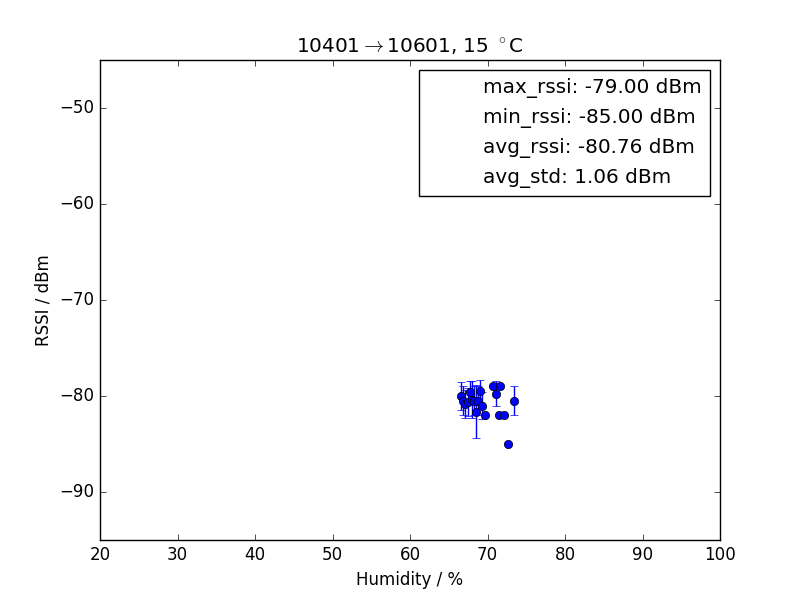 10401→10601, 15 °C
max_rssi: -79.00 dBm
min_rssi: -85.00 dBm
avg_rssi: -80.76 dBm
avg_std: 1.06 dBm
−50
−60
−70
−80
−90
RSSI / dBm
20 30 40 50 60 70 80 90 100
Humidity / %